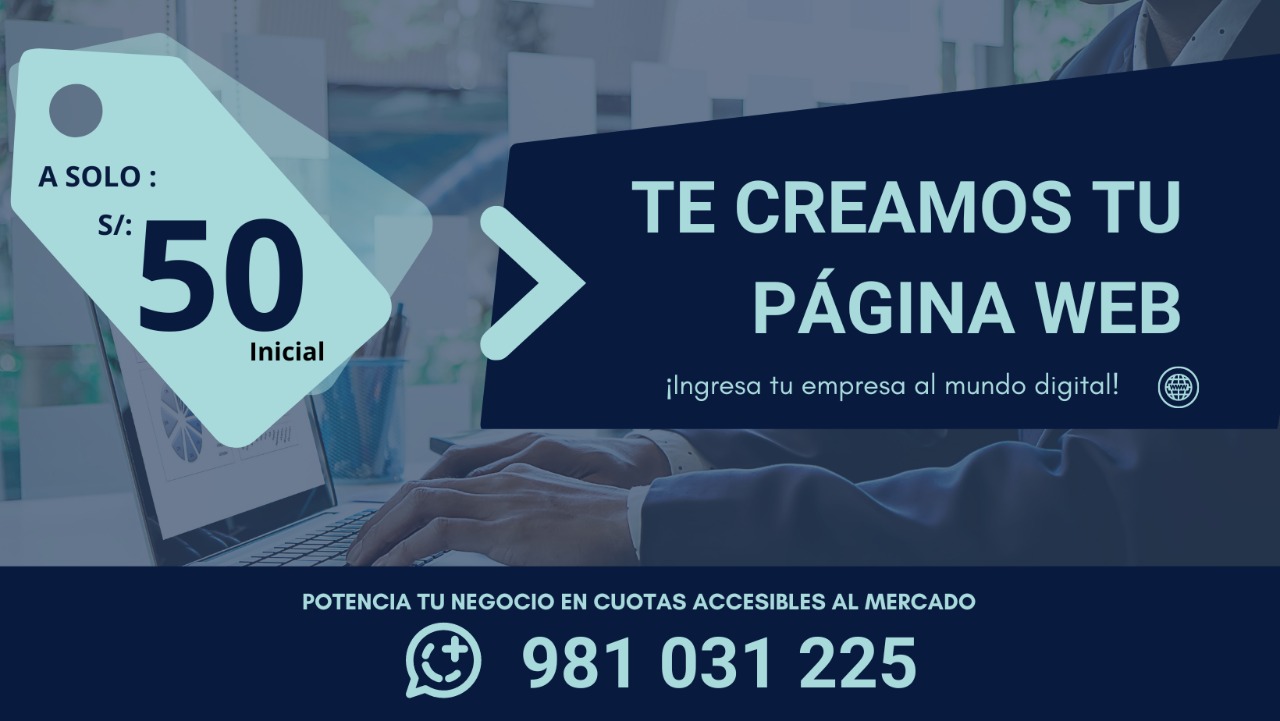 A SOLO :
S/: 50
Inicial
TE CREAMOS TU
PÁGINA WEB
¡Ingresa tu empresa al mundo digital!
POTENCIA TU NEGOCIO EN CUOTAS ACCESIBLES AL MERCADO
981 031 225